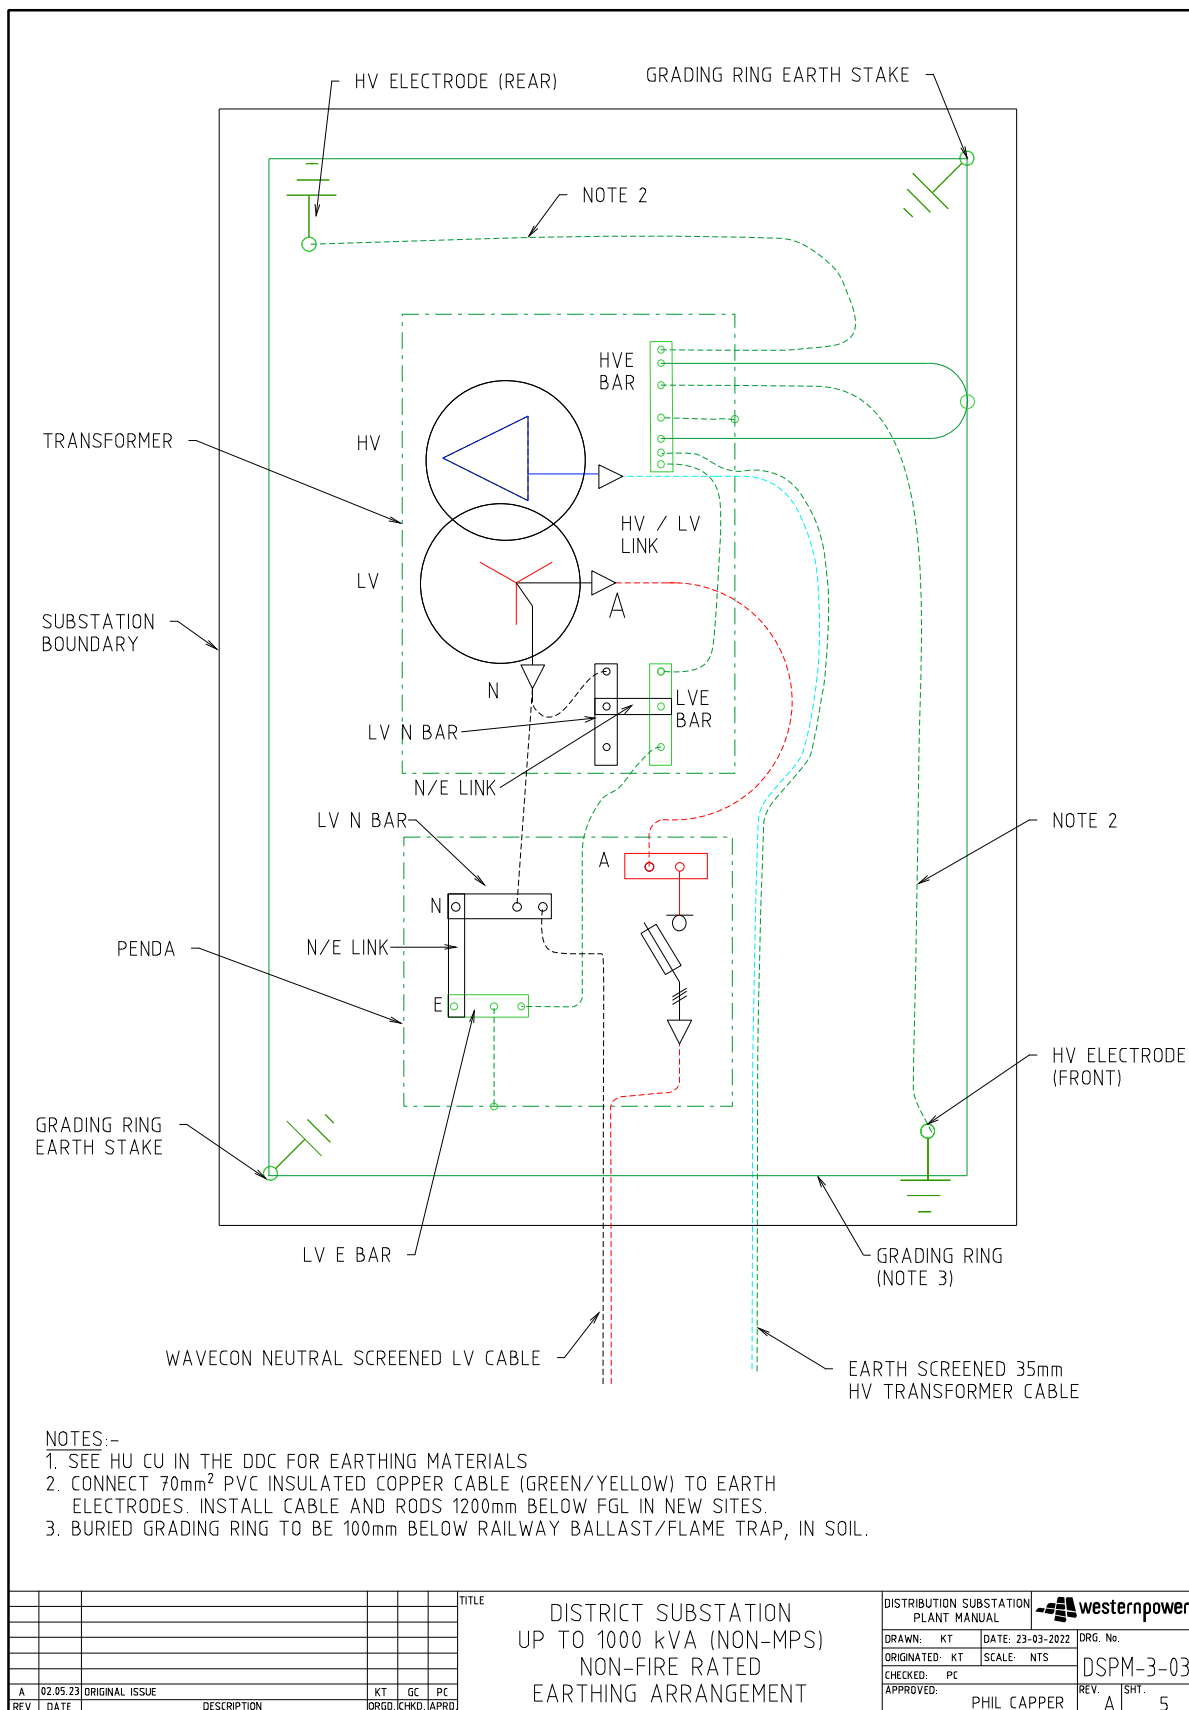 HV ELECTRODE (REAR)
GRADING RING EARTH STAKE
NOTE 2
HVE
BAR
TRANSFORMER
HV
HV / LV
LINK
LV
A
SUBSTATION
BOUNDARY
N
LVE
BAR
LV N BAR
N/E LINK
LV N BAR
NOTE 2
A
N
PENDA
N/E LINK
E
HV ELECTRODE
(FRONT)
GRADING RING
EARTH STAKE
LV E BAR
GRADING RING
(NOTE 3)
WAVECON NEUTRAL SCREENED LV CABLE
EARTH SCREENED 35mm
HV TRANSFORMER CABLE
NOTES:-
1. SEE HU CU IN THE DDC FOR EARTHING MATERIALS
2. CONNECT 70mm² PVC INSULATED COPPER CABLE (GREEN/YELLOW) TO EARTH
ELECTRODES. INSTALL CABLE AND RODS 1200mm BELOW FGL IN NEW SITES.
3. BURIED GRADING RING TO BE 100mm BELOW RAILWAY BALLAST/FLAME TRAP, IN SOIL.
A 02.05.23 ORIGINAL ISSUE KT GC PC
REV DATE DESCRIPTION ORGD. CHKD. APRD.
TITLE
DISTRICT SUBSTATION
UP TO 1000 kVA (NON-MPS)
NON-FIRE RATED
EARTHING ARRANGEMENT
DISTRIBUTION SUBSTATION
PLANT MANUAL
westernpower
DRAWN: KT DATE: 23-03-2022 DRG. No.
ORIGINATED: KT SCALE: NTS
DSPM-3-03
CHECKED: PC
APPROVED: PHIL CAPPER
REV. A SHT. 5